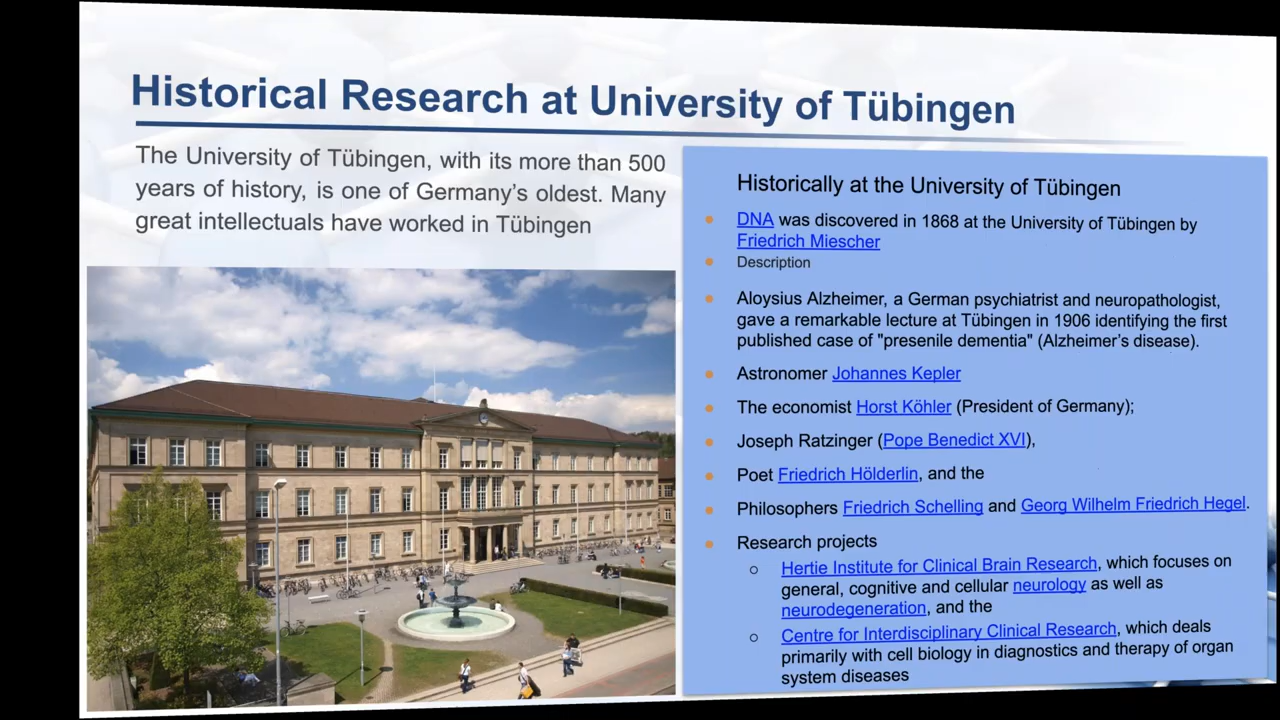 Historical Research at University of Tübingen
The University of Tübingen, with its more than 500
years of history, is one of Germany’s oldest. Many
great intellectuals have worked in Tübingen
Historically at the University of Tübingen
DNA was discovered in 1868 at the University of Tübingen by
Friedrich Miescher
Description
Aloysius Alzheimer, a German psychiatrist and neuropathologist,
gave a remarkable lecture at Tübingen in 1906 identifying the first
published case of "presenile dementia" (Alzheimer’s disease).
Astronomer Johannes Kepler
The economist Horst Köhler (President of Germany);
Joseph Ratzinger (Pope Benedict XVI),
Poet Friedrich Hölderlin, and the
Philosophers Friedrich Schelling and Georg Wilhelm Friedrich Hegel.
Research projects
Hertie Institute for Clinical Brain Research, which focuses on
general, cognitive and cellular neurology as well as
neurodegeneration, and the
Centre for Interdisciplinary Clinical Research, which deals
primarily with cell biology in diagnostics and therapy of organ
system diseases